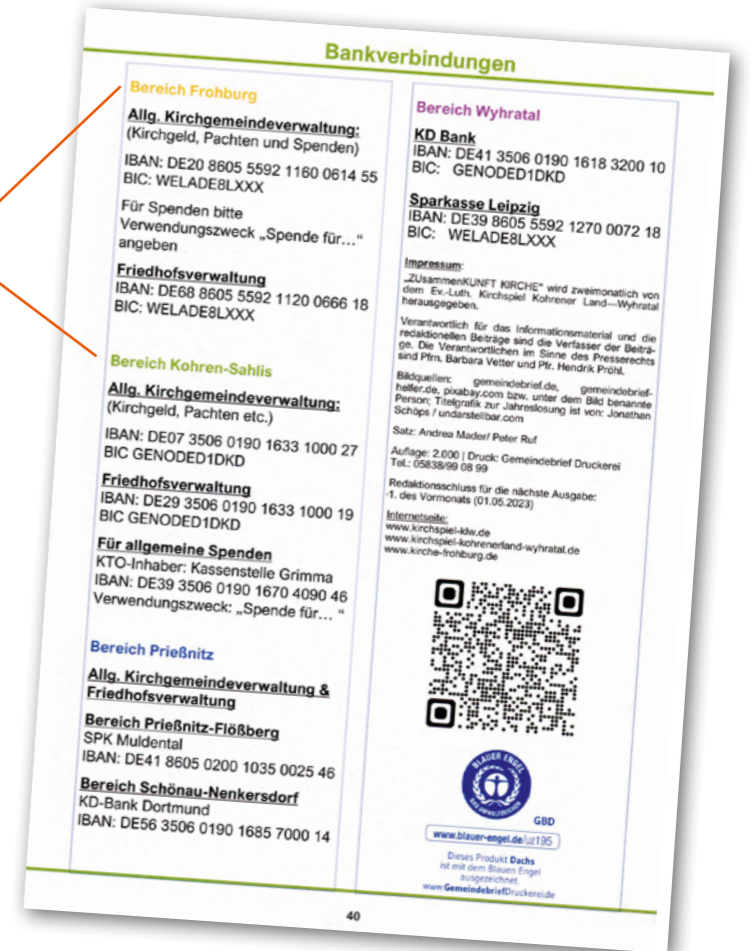 Bankverbindungen
Bereich Frohburg
Allg. Kirchgemeindeverwaltung:
(Kirchgeld, Pachten und Spenden)
IBAN: DE20 8605 5592 1160 0614 55
BIC: WELADE8LXXX
Für Spenden bitte
Verwendungszweck „Spende für…“
angeben
Friedhofsverwaltung
IBAN: DE68 8605 5592 1120 0666 18
BIC: WELADE8LXXX
Bereich Kohren-Sahlis
Allg. Kirchgemeindeverwaltung:
(Kirchgeld, Pachten etc.)
IBAN: DE07 3506 0190 1633 1000 27
BIC GENODED1DKD
Friedhofsverwaltung
IBAN: DE29 3506 0190 1633 1000 19
BIC GENODED1DKD
Für allgemeine Spenden
KTO-Inhaber: Kassenstelle Grimma
IBAN: DE39 3506 0190 1670 4090 46
Verwendungszweck: „Spende für… “
Bereich Prießnitz
Allg. Kirchgemeindeverwaltung &
Friedhofsverwaltung
Bereich Prießnitz-Flößberg
SPK Muldental
IBAN: DE41 8605 0200 1035 0025 46
Bereich Schönau-Nenkersdorf
KD-Bank Dortmund
IBAN: DE56 3506 0190 1685 7000 14
Bereich Wyhratal
KD Bank
IBAN: DE41 3506 0190 1618 3200 10
BIC: GENODED1DKD
Sparkasse Leipzig
IBAN: DE39 8605 5592 1270 0072 18
BIC: WELADE8LXXX
Impressum:
„ZUsammenKUNFT KIRCHE“ wird zweimonatlich von
dem Ev.-Luth. Kirchspiel Kohrener Land—Wyhratal
herausgegeben.
Verantwortlich für das Informationsmaterial und die
redaktionellen Beiträge sind die Verfasser der Beiträ-
ge. Die Verantwortlichen im Sinne des Presserechts
sind Pfrn. Barbara Vetter und Pfr. Hendrik Pröhl.
Bildquellen: gemeindebrief.de, gemeindebrief-
helfer.de, pixabay.com bzw. unter dem Bild benannte
Person; Titelgrafik zur Jahreslosung ist von: Jonathan
Schöps / undarstellbar.com
Satz: Andrea Mader/ Peter Ruf
Auflage: 2.000 | Druck: Gemeindebrief Druckerei
Tel.: 05838/99 08 99
Redaktionsschluss für die nächste Ausgabe:
1. des Vormonats (01.05.2023)
Internetseite:
www.kirchspiel-klw.de
www.kirchspiel-kohrenerland-wyhratal.de
www.kirche-frohburg.de
BLAUER ENGEL
DAS UMWELTZEICHEN
GBD
www.blauer-engel.de/uz195
Dieses Produkt Dachs
ist mit dem Blauen Engel
ausgezeichnet.
www.GemeindebriefDruckerei.de
40